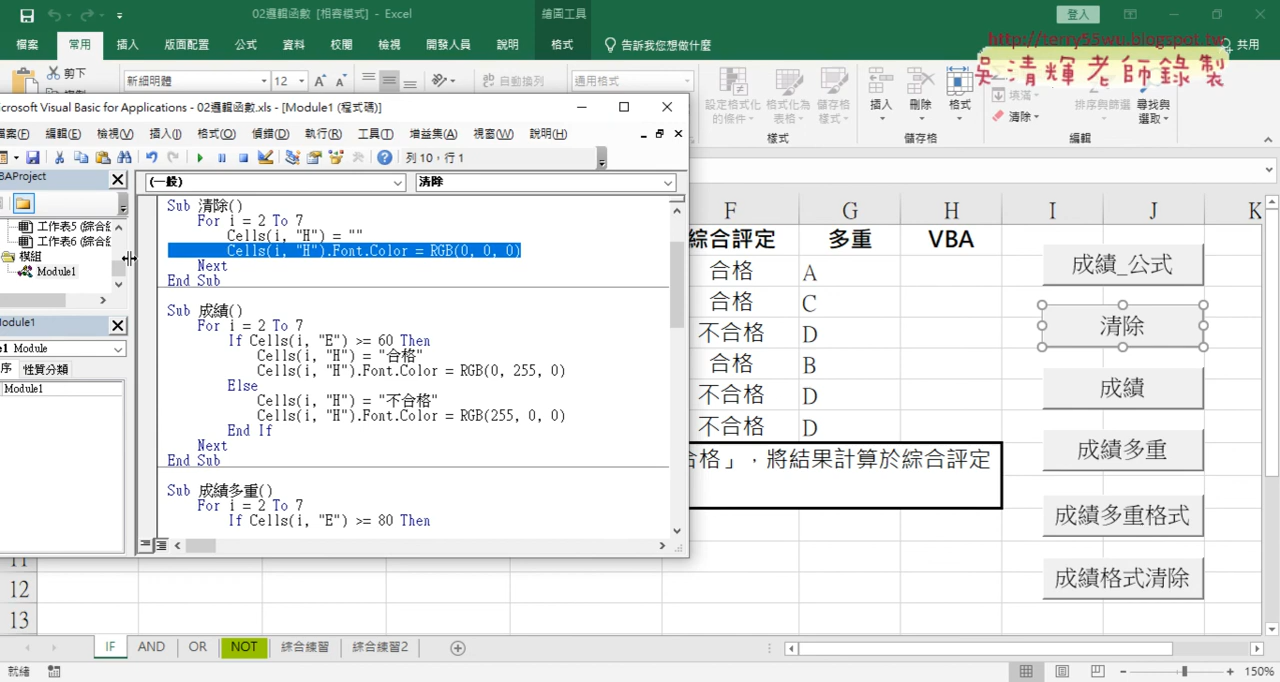 02邏輯函數 [相容模式] - Excel
繪圖工具
登入
檔案
常用
插入
版面配置
公式
資料
校閱
檢視
開發人員
說明
格式
告訴我您想做什麼
共用
http://terry55wu.blogspot.tw
吳清輝老師錄製
剪下
新細明體
12
自動換列
通用格式
設定格式化
的條件
格式化為
表格
儲存格
樣式
樣式
插入
刪除
格式
儲存格
填滿
清除
排序與篩選
尋找與
選取
編輯
icrosoft Visual Basic for Applications - 02邏輯函數.xls - [Module1 (程式碼)]
案(F)
編輯(E)
檢視(V)
插入(I)
格式(O)
偵錯(D)
執行(R)
工具(T)
增益集(A)
視窗(W)
說明(H)
列 10，行 1
BAProject
工作表5 (綜合
工作表6 (綜合
模組
Module1
Module1
e1 Module
序
性質分類
Module1
(一般)
清除
Sub 清除()
For i = 2 To 7
Cells(i, "H") = ""
Cells(i, "H").Font.Color = RGB(0, 0, 0)
Next
End Sub
Sub 成績()
For i = 2 To 7
If Cells(i, "E") >= 60 Then
Cells(i, "H") = "合格"
Cells(i, "H").Font.Color = RGB(0, 255, 0)
Else
Cells(i, "H") = "不合格"
Cells(i, "H").Font.Color = RGB(255, 0, 0)
End If
Next
End Sub
Sub 成績多重()
For i = 2 To 7
If Cells(i, "E") >= 80 Then
F G H I J K
綜合評定 多重 VBA
合格 A
合格 C
不合格 D
合格 B
不合格 D
不合格 D
合格」，將結果計算於綜合評定
成績_公式
清除
成績
成績多重
成績多重格式
成績格式清除
11
12
13
IF
AND
OR
NOT
綜合練習
綜合練習2
就緒
150%